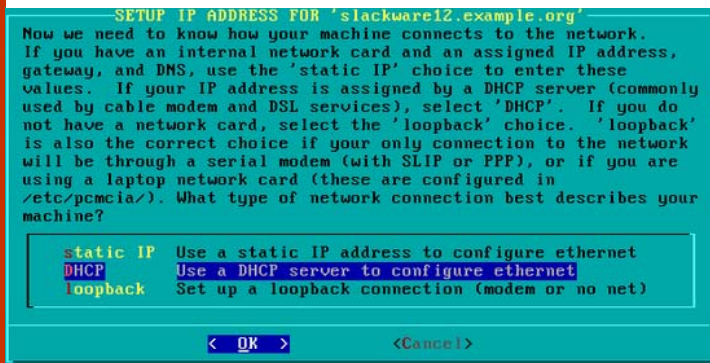 SETUP IP ADDRESS FOR 'slackware12.example.org'
Now we need to know how your machine connects to the network.
If you have an internal network card and an assigned IP address,
gateway, and DNS, use the 'static IP' choice to enter these
values. If your IP address is assigned by a DHCP server (commonly
used by cable modem and DSL services), select 'DHCP'. If you do
not have a network card, select the 'loopback' choice. 'loopback'
is also the correct choice if your only connection to the network
will be through a serial modem (with SLIP or PPP), or if you are
using a laptop network card (these are configured in
/etc/pcmcia/). What type of network connection best describes your
machine?
static IP Use a static IP address to configure ethernet
DHCP Use a DHCP server to configure ethernet
loopback Set up a loopback connection (modem or no net)
< OK > <Cancel>